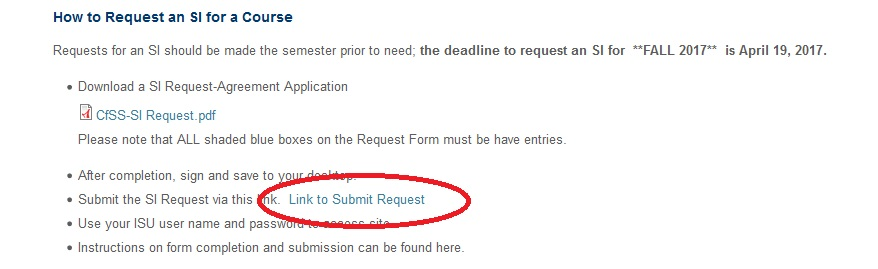 How to Request an SI for a Course
Requests for an SI should be made the semester prior to need; the deadline to request an SI for **FALL 2017** is April 19, 2017.
• Download a SI Request-Agreement Application
CfSS-SI Request.pdf
Please note that ALL shaded blue boxes on the Request Form must be have entries.
• After completion, sign and save to your desktop.
• Submit the SI Request via this link. Link to Submit Request
• Use your ISU user name and password to access site.
• Instructions on form completion and submission can be found here.